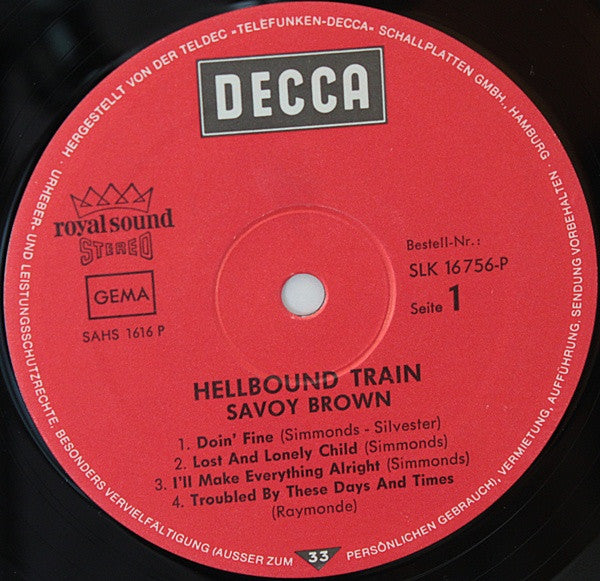 HERGESTELLT VON DER TELDEC »TELEFUNKEN-DECCA« SCHALLPLATTEN GMBH, HAMBURG ·
URHEBER- UND LEISTUNGSSCHUTZRECHTE, BESONDERS VERVIELFÄLTIGUNG (AUSSER ZUM PERSÖNLICHEN GEBRAUCH), VERMIETUNG, AUFFÜHRUNG, SENDUNG VORBEHALTEN ·
DECCA
royal sound
STEREO
GEMA
SAHS 1616 P
Bestell-Nr.:
SLK 16 756-P
Seite 1
HELLBOUND TRAIN
SAVOY BROWN
1. Doin' Fine (Simmonds - Silvester)
2. Lost And Lonely Child (Simmonds)
3. I'll Make Everything Alright (Simmonds)
4. Troubled By These Days And Times
(Raymonde)
33